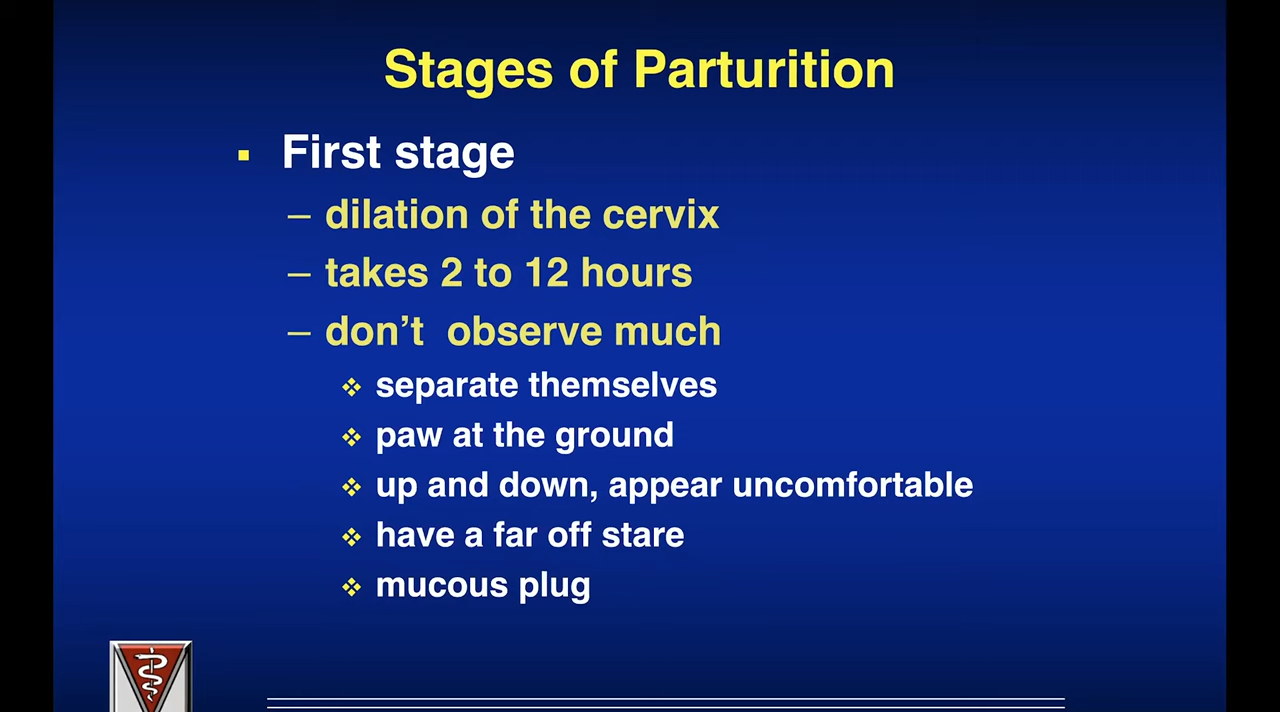 Stages of Parturition
▪ First stage
– dilation of the cervix
– takes 2 to 12 hours
– don’t  observe much
❖ separate themselves
❖ paw at the ground
❖ up and down, appear uncomfortable
❖ have a far off stare
❖ mucous plug